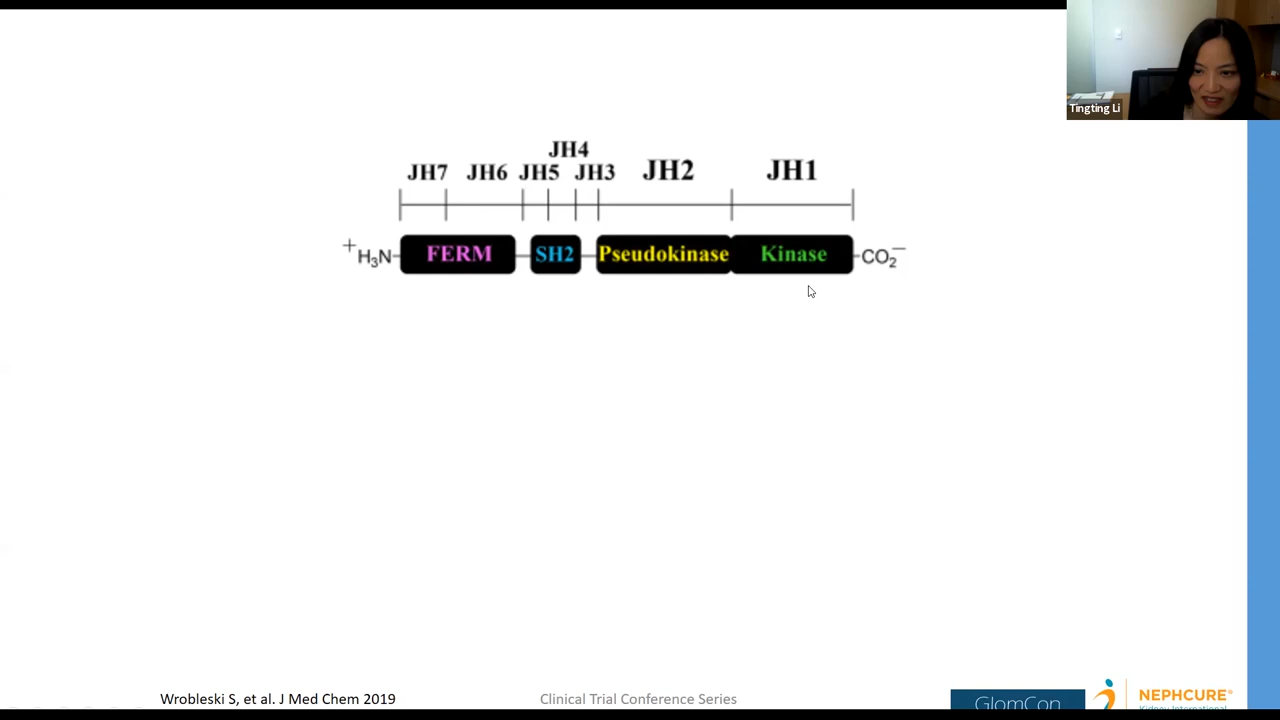 Tingting Li
JH4
JH7 JH6 JH5 JH3 JH2 JH1
+H3N FERM SH2 Pseudokinase Kinase CO2−
Wrobleski S, et al. J Med Chem 2019
Clinical Trial Conference Series
GlomCon
NEPHCURE®
Kidney International